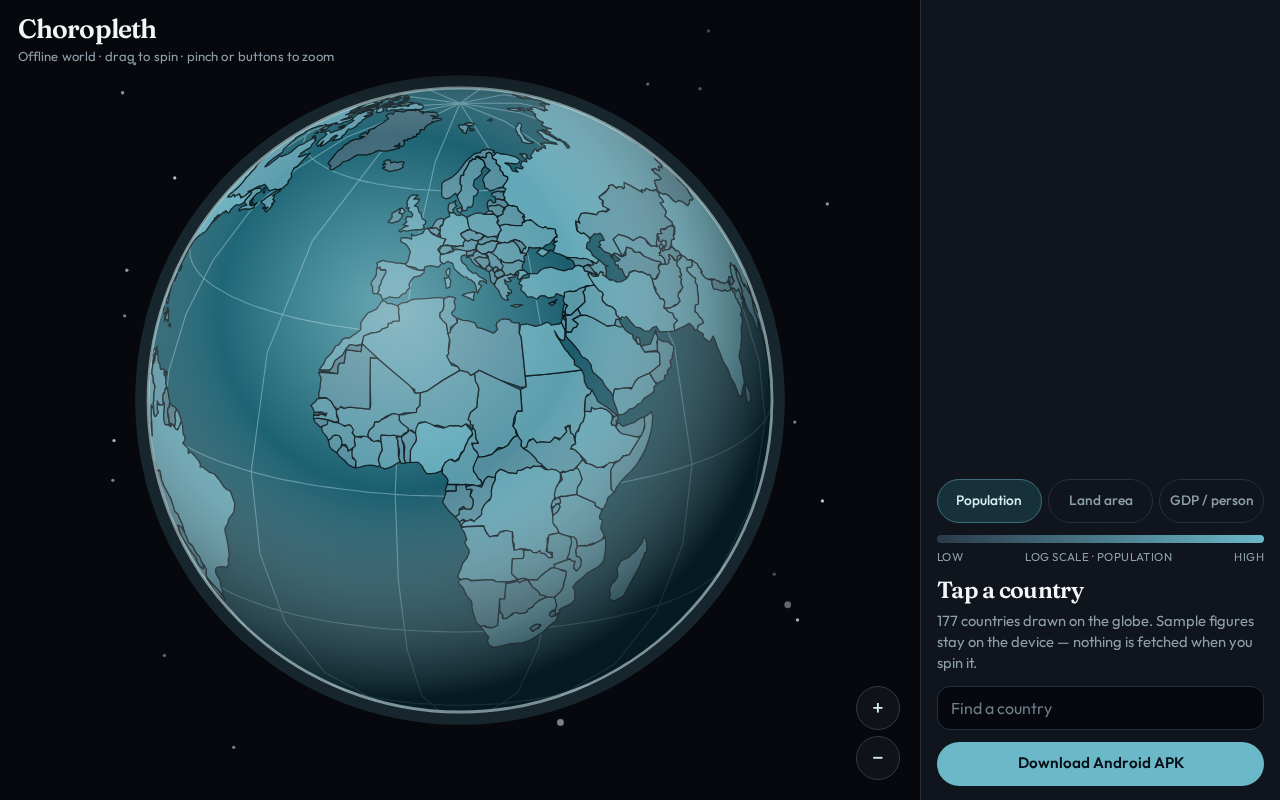 Choropleth
Offline world · drag to spin · pinch or buttons to zoom
Population
Land area
GDP / person
LOW
LOG SCALE · POPULATION
HIGH
Tap a country
177 countries drawn on the globe. Sample figures
stay on the device — nothing is fetched when you
spin it.
+
Find a country
−
Download Android APK